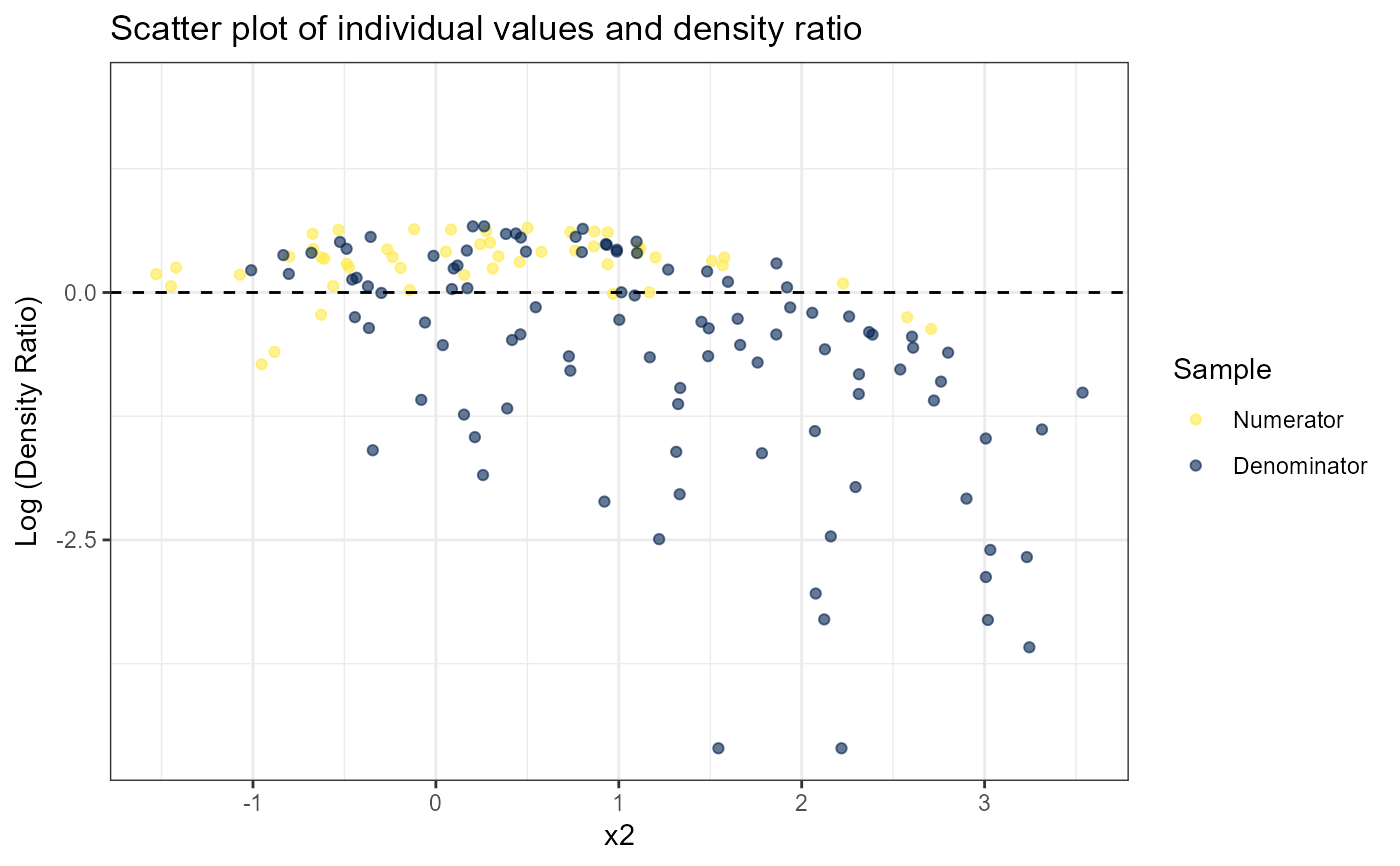 Scatter plot of individual values and density ratio
Log (Density Ratio)
0.0
-2.5
-1
0
1
2
3
x2
Sample
Numerator
Denominator